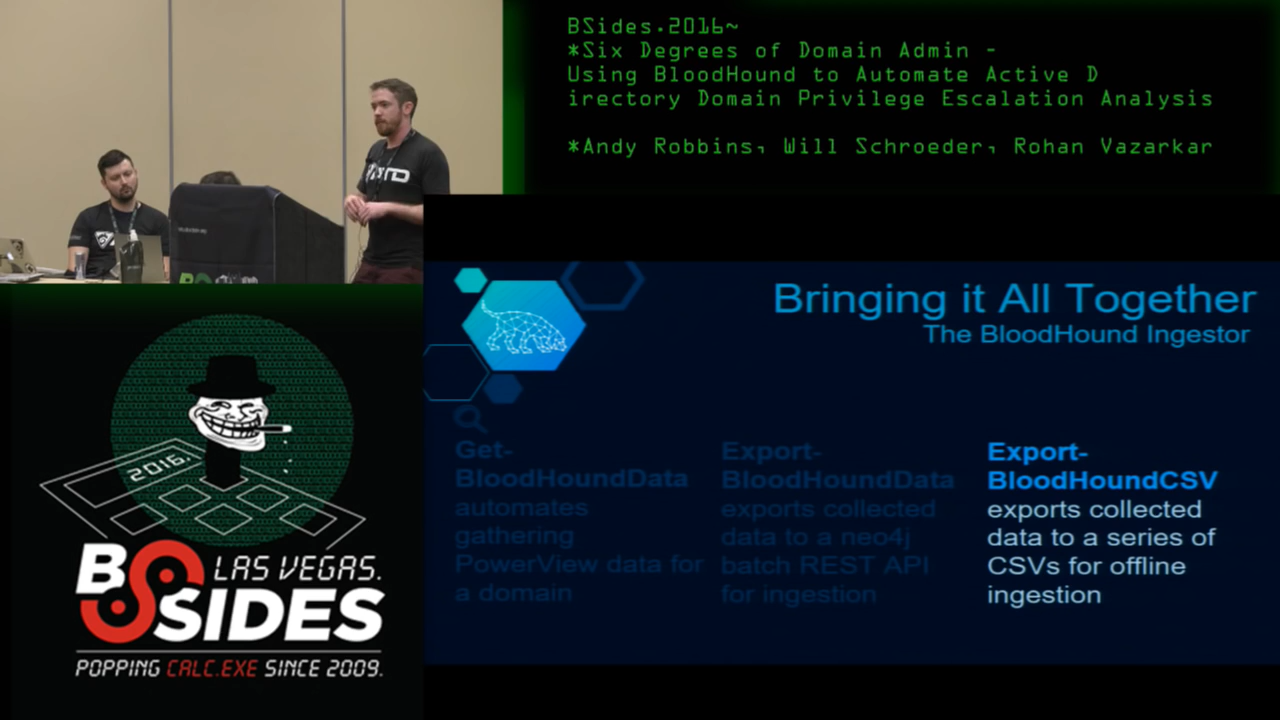 BSides.2016~
*Six Degrees of Domain Admin -
Using BloodHound to Automate Active D
irectory Domain Privilege Escalation Analysis
*Andy Robbins, Will Schroeder, Rohan Vazarkar
Bringing it All Together
The BloodHound Ingestor
Get-
BloodHoundData
automates
gathering
PowerView data for
a domain
Export-
BloodHoundData
exports collected
data to a neo4j
batch REST API
for ingestion
Export-
BloodHoundCSV
exports collected
data to a series of
CSVs for offline
ingestion
2016.
BSIDES
LAS VEGAS.
POPPING CALC.EXE SINCE 2009.